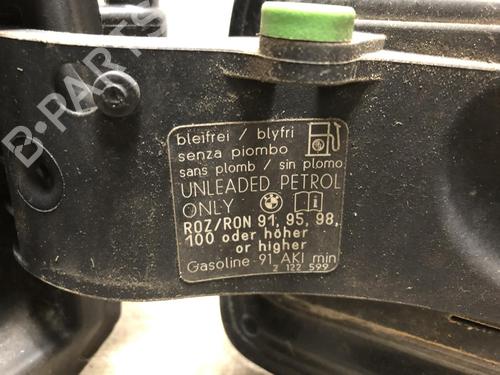 bleifrei / blyfri
senza piombo
sans plomb / sin plomo
UNLEADED PETROL
ONLY
ROZ/RON 91, 95, 98,
100 oder höher
or higher
Gasoline 91 AKI min
2 122 599
B-PARTS